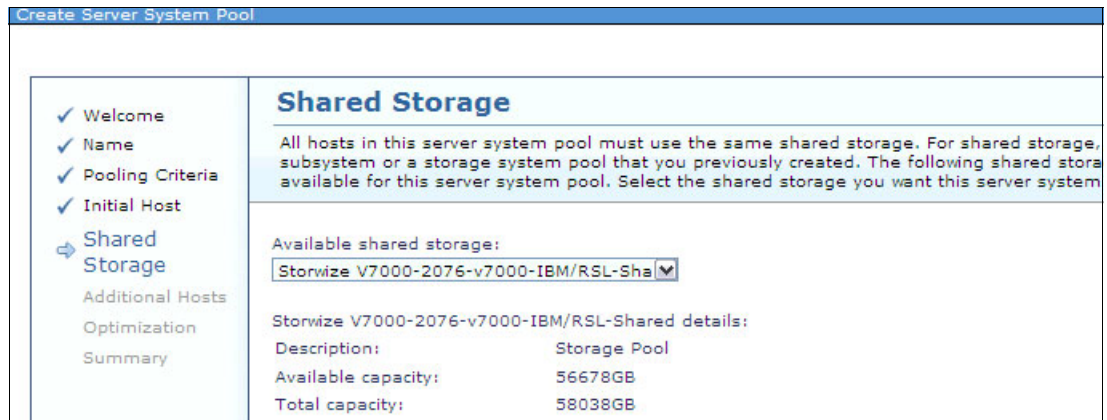 Create Server System Pool
Welcome
Name
Pooling Criteria
Initial Host
Shared
Storage
Additional Hosts
Optimization
Summary
Shared Storage
All hosts in this server system pool must use the same shared storage. For shared storage,
subsystem or a storage system pool that you previously created. The following shared stora
available for this server system pool. Select the shared storage you want this server system
Available shared storage:
Storwize V7000-2076-v7000-IBM/RSL-Sha
Storwize V7000-2076-v7000-IBM/RSL-Shared details:
Description: Storage Pool
Available capacity: 56678GB
Total capacity: 58038GB